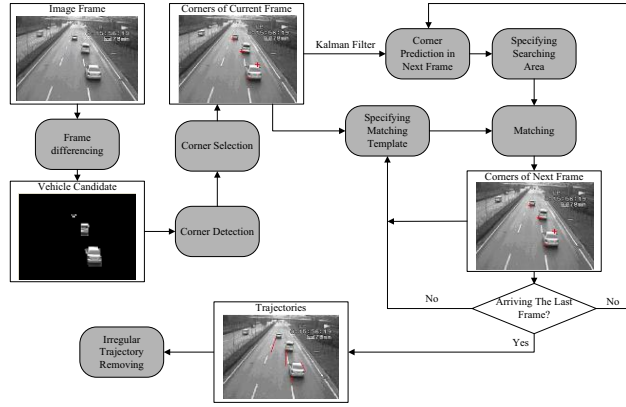 Image Frame
Corners of Current Frame
Kalman Filter
Corner
Prediction in
Next Frame
Specifying
Searching
Area
Frame
differencing
Corner Selection
Specifying
Matching
Template
Matching
Vehicle Candidate
Corner Detection
Corners of Next Frame
No
Arriving The Last
Frame?
No
Yes
Trajectories
Irregular
Trajectory
Removing